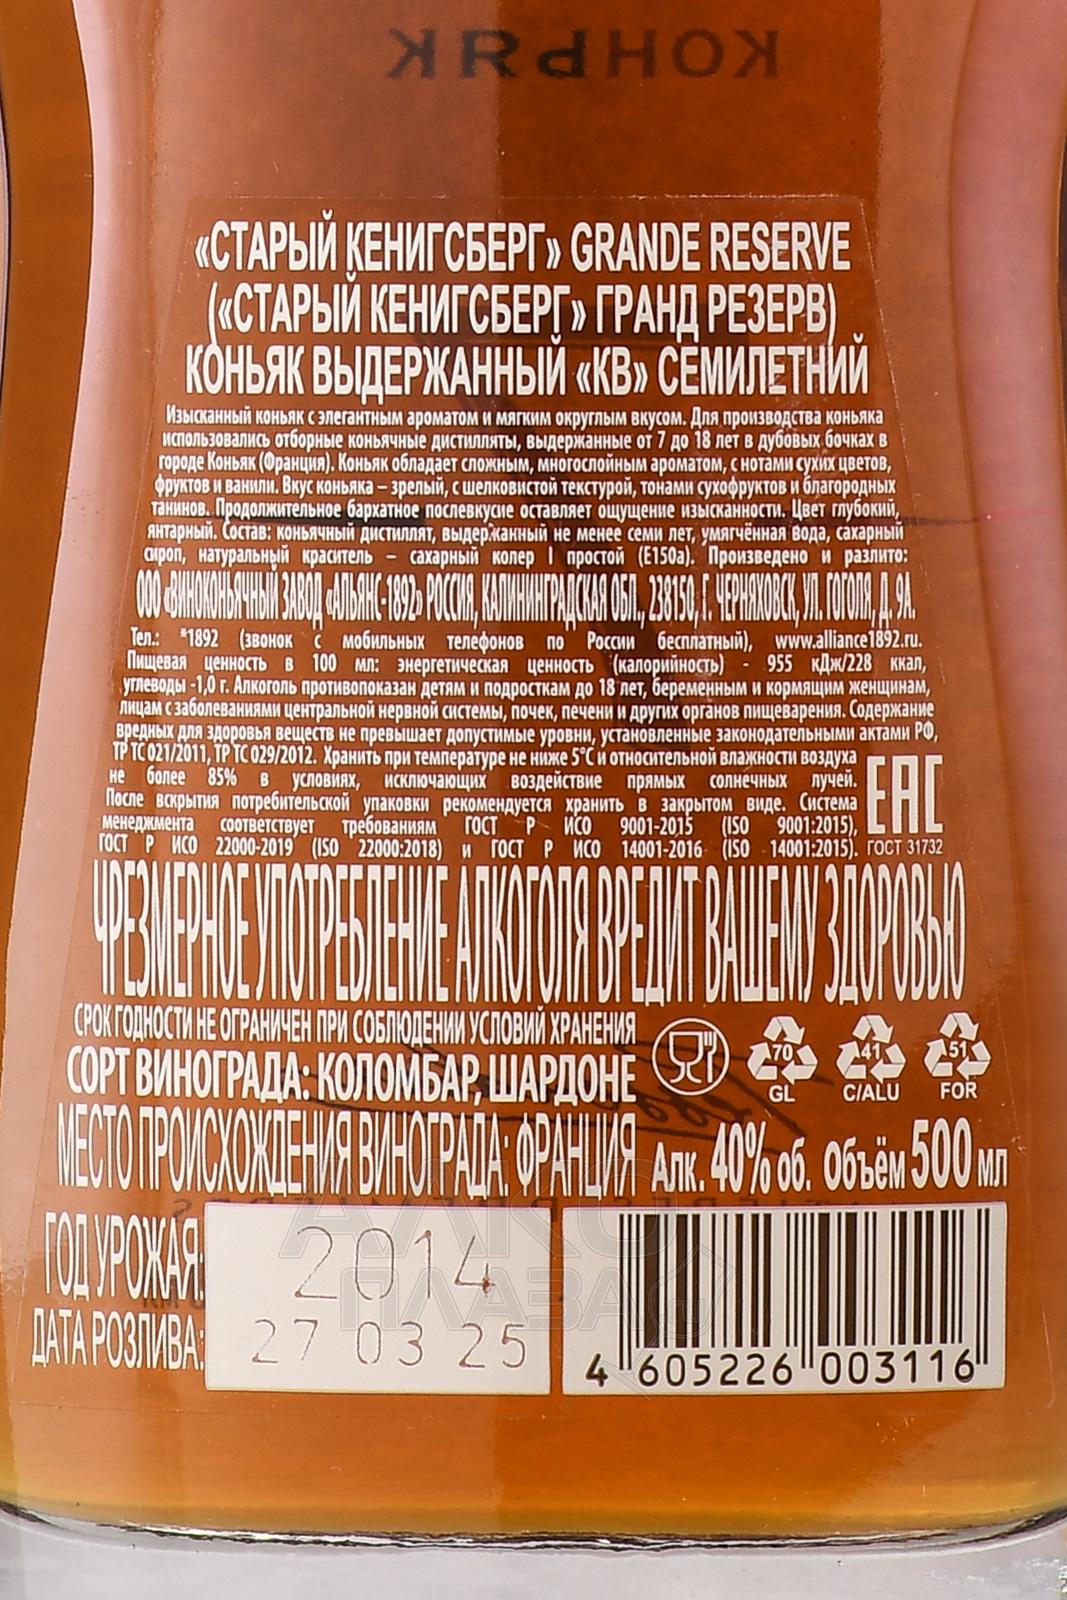 КОНЬЯК
«СТАРЫЙ КЕНИГСБЕРГ» GRANDE RESERVE
(«СТАРЫЙ КЕНИГСБЕРГ» ГРАНД РЕЗЕРВ)
КОНЬЯК ВЫДЕРЖАННЫЙ «КВ» СЕМИЛЕТНИЙ
Изысканный коньяк с элегантным ароматом и мягким округлым вкусом. Для производства коньяка
использовались отборные коньячные дистилляты, выдержанные от 7 до 18 лет в дубовых бочках в
городе Коньяк (Франция). Коньяк обладает сложным, многослойным ароматом, с нотами сухих цветов,
фруктов и ванили. Вкус коньяка – зрелый, с шелковистой текстурой, тонами сухофруктов и благородных
танинов. Продолжительное бархатное послевкусие оставляет ощущение изысканности. Цвет глубокий,
янтарный. Состав: коньячный дистиллят, выдержанный не менее семи лет, умягчённая вода, сахарный
сироп, натуральный краситель – сахарный колер I простой (Е150а). Произведено и разлито:
ООО «ВИНОКОНЬЯЧНЫЙ ЗАВОД «АЛЬЯНС-1892» РОССИЯ, КАЛИНИНГРАДСКАЯ ОБЛ., 238150, Г. ЧЕРНЯХОВСК, УЛ. ГОГОЛЯ, Д. 9А.
Тел.: *1892 (звонок с мобильных телефонов по России бесплатный), www.alliance1892.ru.
Пищевая ценность в 100 мл: энергетическая ценность (калорийность) - 955 кДж/228 ккал,
углеводы -1,0 г. Алкоголь противопоказан детям и подросткам до 18 лет, беременным и кормящим женщинам,
лицам с заболеваниями центральной нервной системы, почек, печени и других органов пищеварения. Содержание
вредных для здоровья веществ не превышает допустимые уровни, установленные законодательными актами РФ,
ТР ТС 021/2011, ТР ТС 029/2012. Хранить при температуре не ниже 5°С и относительной влажности воздуха
не более 85% в условиях, исключающих воздействие прямых солнечных лучей.
После вскрытия потребительской упаковки рекомендуется хранить в закрытом виде. Система
менеджмента соответствует требованиям ГОСТ Р ИСО 9001-2015 (ISO 9001:2015),
ГОСТ Р ИСО 22000-2019 (ISO 22000:2018) и ГОСТ Р ИСО 14001-2016 (ISO 14001:2015).
ЕАС
ГОСТ 31732
ЧРЕЗМЕРНОЕ УПОТРЕБЛЕНИЕ АЛКОГОЛЯ ВРЕДИТ ВАШЕМУ ЗДОРОВЬЮ
СРОК ГОДНОСТИ НЕ ОГРАНИЧЕН ПРИ СОБЛЮДЕНИИ УСЛОВИЙ ХРАНЕНИЯ
СОРТ ВИНОГРАДА: КОЛОМБАР, ШАРДОНЕ
МЕСТО ПРОИСХОЖДЕНИЯ ВИНОГРАДА: ФРАНЦИЯ
70 GL
41 C/ALU
51 FOR
Алк. 40% об. Объём 500 мл
ГОД УРОЖАЯ: 2014
ДАТА РОЗЛИВА: 27 03 25
4 605226 003116
АЛКО
ПЛАЗА